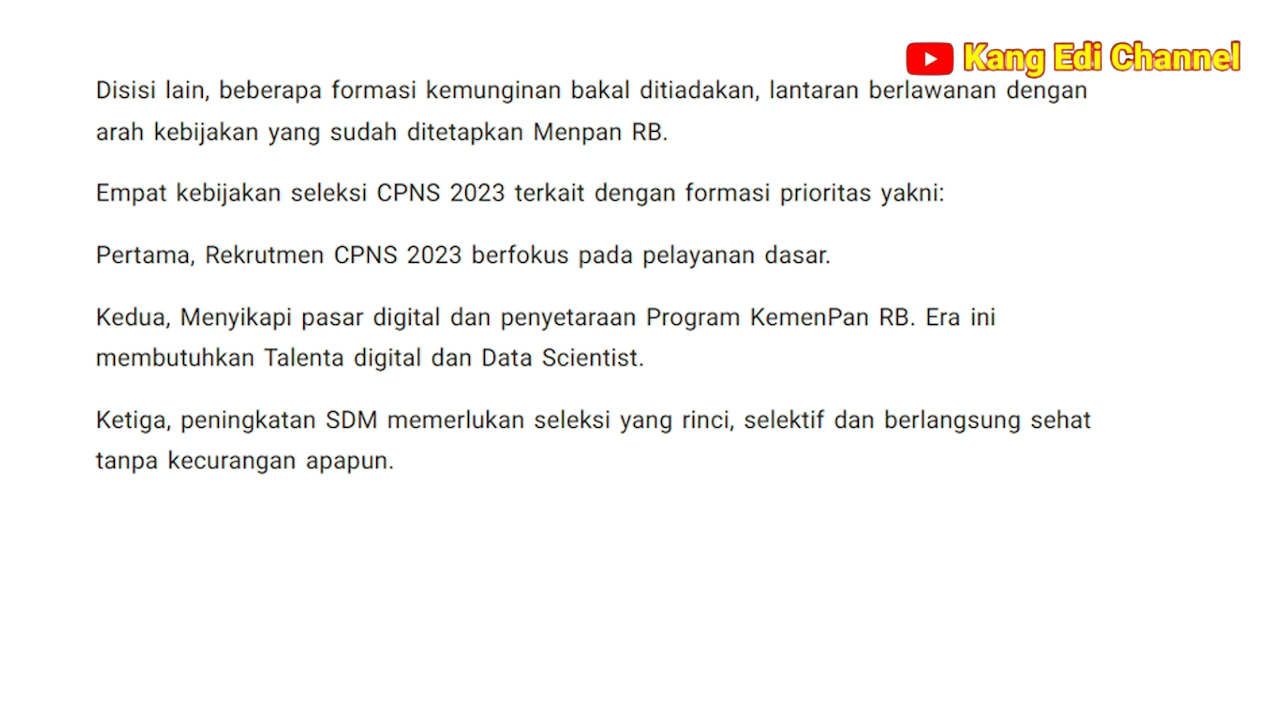 Kang Edi Channel
Disisi lain, beberapa formasi kemunginan bakal ditiadakan, lantaran berlawanan dengan
arah kebijakan yang sudah ditetapkan Menpan RB.
Empat kebijakan seleksi CPNS 2023 terkait dengan formasi prioritas yakni:
Pertama, Rekrutmen CPNS 2023 berfokus pada pelayanan dasar.
Kedua, Menyikapi pasar digital dan penyetaraan Program KemenPan RB. Era ini
membutuhkan Talenta digital dan Data Scientist.
Ketiga, peningkatan SDM memerlukan seleksi yang rinci, selektif dan berlangsung sehat
tanpa kecurangan apapun.